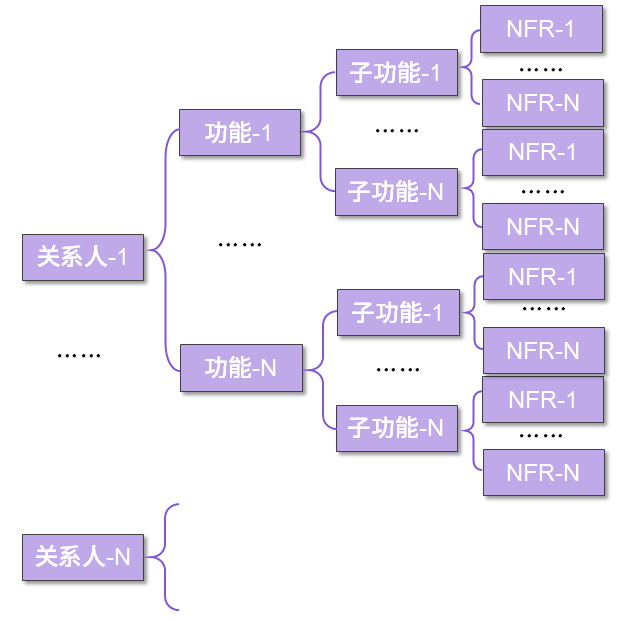 NFR-1
子功能-1
……
NFR-N
功能-1
……
NFR-1
子功能-N
……
NFR-N
关系人-1
……
NFR-1
子功能-1
……
NFR-N
……
功能-N
……
NFR-1
子功能-N
……
NFR-N
关系人-N